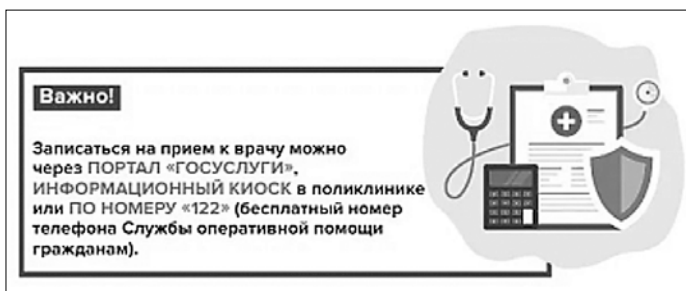 Важно!
Записаться на прием к врачу можно
через ПОРТАЛ «ГОСУСЛУГИ»,
ИНФОРМАЦИОННЫЙ КИОСК в поликлинике
или ПО НОМЕРУ «122» (бесплатный номер
телефона Службы оперативной помощи
гражданам).